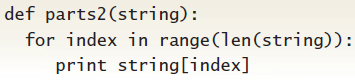 def parts2(string):
  for index in range(len(string)):
    print string[index]